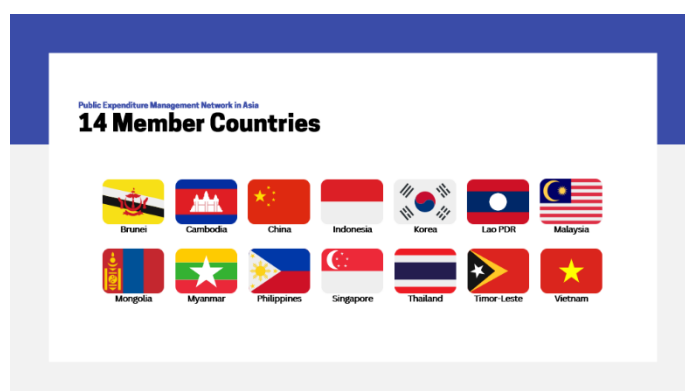 Public Expenditure Management Network in Asia
14 Member Countries
Brunei Cambodia China Indonesia Korea Lao PDR Malaysia
Mongolia Myanmar Philippines Singapore Thailand Timor-Leste Vietnam